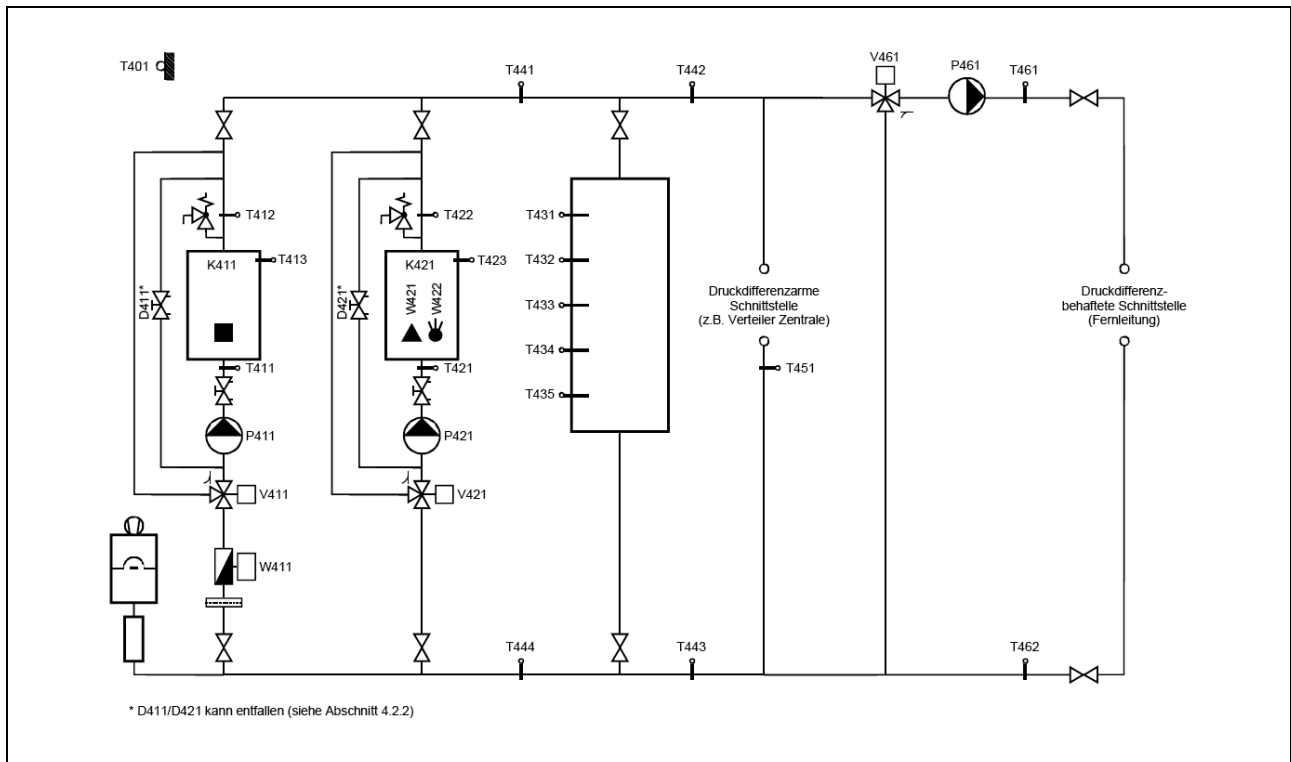 T401
T441
T442
V461
P461
T461
T412
T422
T431
K411
T413
K421
T423
T432
D411*
D421*
W421
W422
T433
Druckdifferenzarme
Schnittstelle
(z.B. Verteiler Zentrale)
Druckdifferenz-
behaftete Schnittstelle
(Fernleitung)
T411
T421
T434
T451
T435
P411
P421
V411
V421
W411
T444
T443
T462
* D411/D421 kann entfallen (siehe Abschnitt 4.2.2)